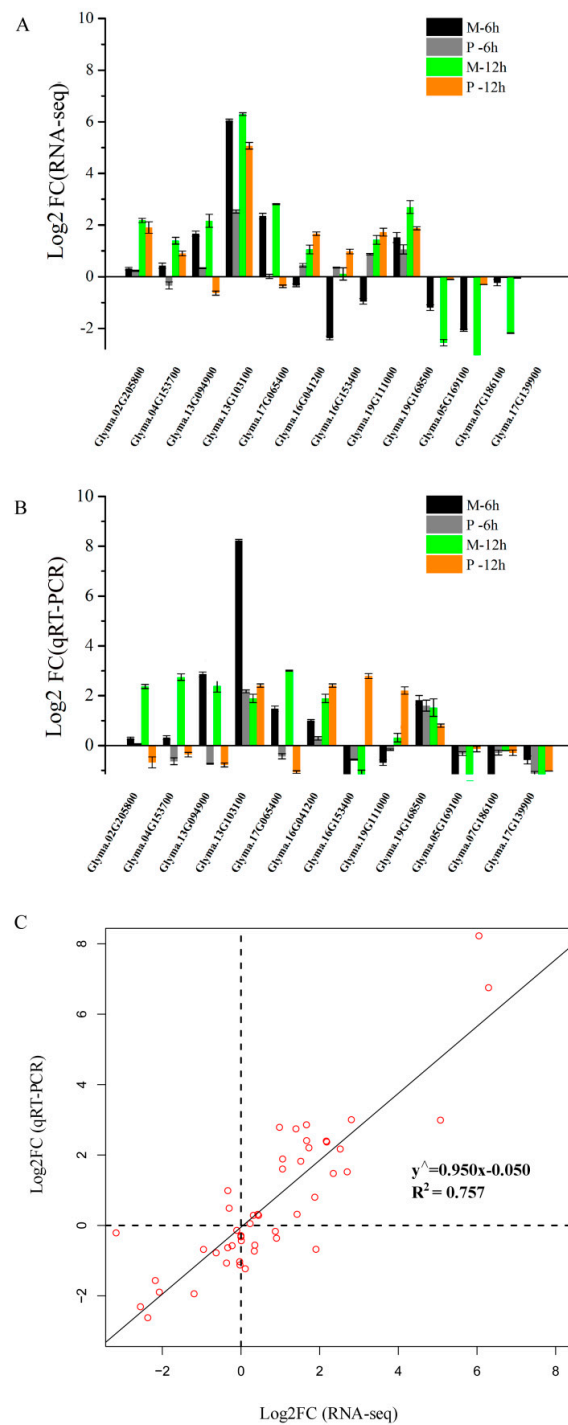 A
M-6h
P -6h
M-12h
P -12h
Log2 FC(RNA-seq)
10
8
6
4
2
0
-2
Glyma.02G205800
Glyma.04G153700
Glyma.13G094900
Glyma.13G103100
Glyma.17G065400
Glyma.16G041200
Glyma.16G153400
Glyma.19G111000
Glyma.19G168500
Glyma.05G169100
Glyma.07G186100
Glyma.17G139900
B
M-6h
P -6h
M-12h
P -12h
Log2 FC(qRT-PCR)
10
8
6
4
2
0
Glyma.02G205800
Glyma.04G153700
Glyma.13G094900
Glyma.13G103100
Glyma.17G065400
Glyma.16G041200
Glyma.16G153400
Glyma.19G111000
Glyma.19G168500
Glyma.05G169100
Glyma.07G186100
Glyma.17G139900
C
Log2FC (qRT-PCR)
8
6
4
2
0
−2
y^=0.950x-0.050
R² = 0.757
−2
0
2
4
6
8
Log2FC (RNA-seq)